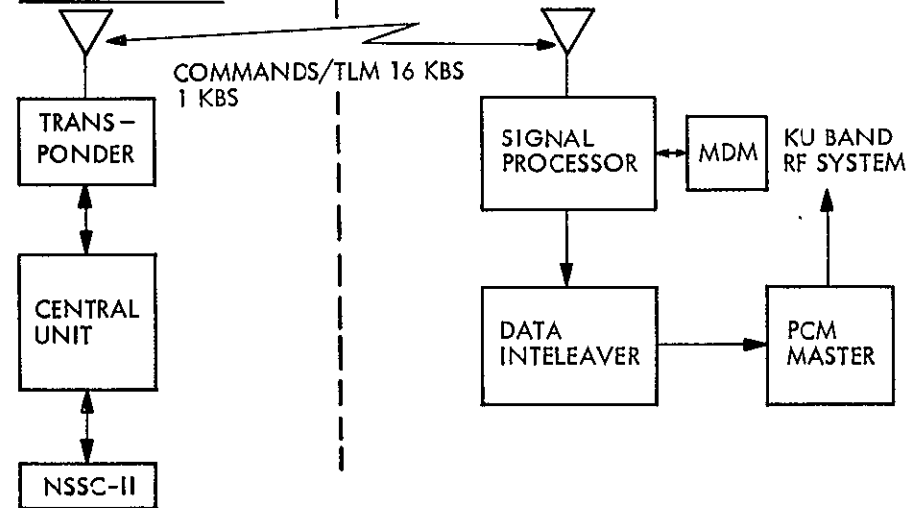 COMMANDS/TLM 16 KBS
1 KBS
TRANS-
PONDER
CENTRAL
UNIT
NSSC-II
SIGNAL
PROCESSOR
MDM
KU BAND
RF SYSTEM
DATA
INTELEAVER
PCM
MASTER